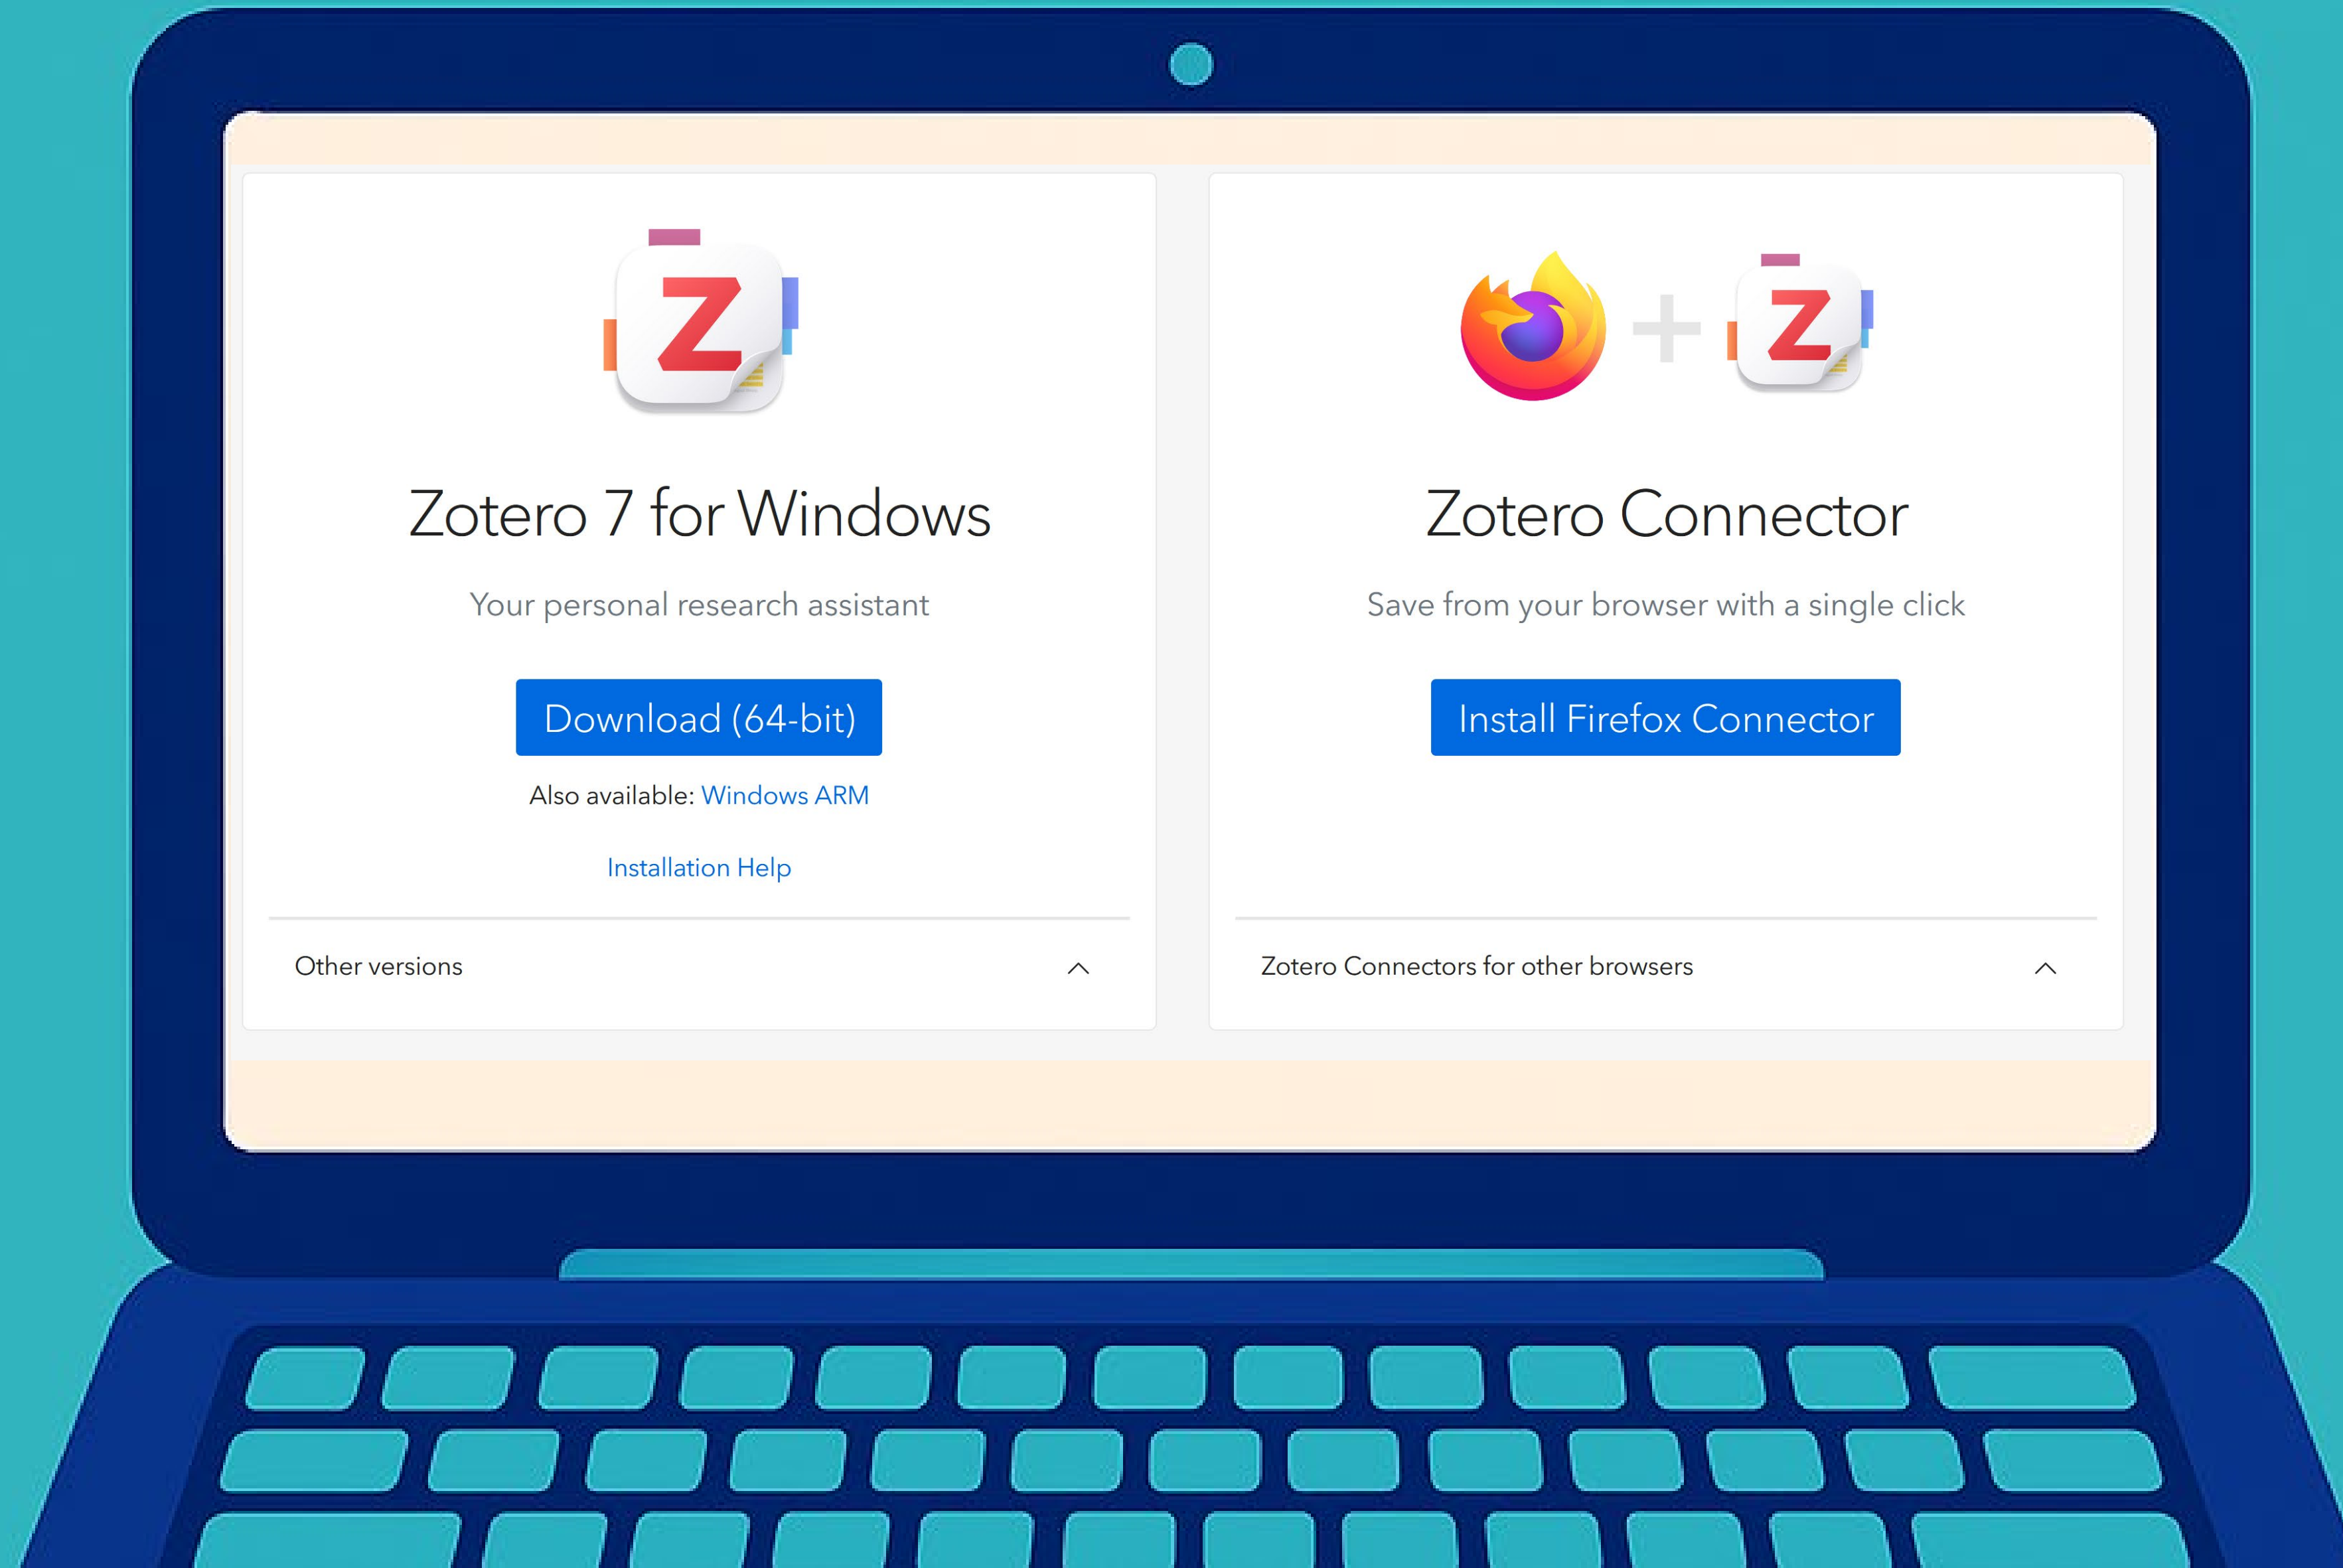 Z
Z
Zotero 7 for Windows
Your personal research assistant
Download (64-bit)
Also available: Windows ARM
Installation Help
Other versions
Zotero Connector
Save from your browser with a single click
Install Firefox Connector
Zotero Connectors for other browsers